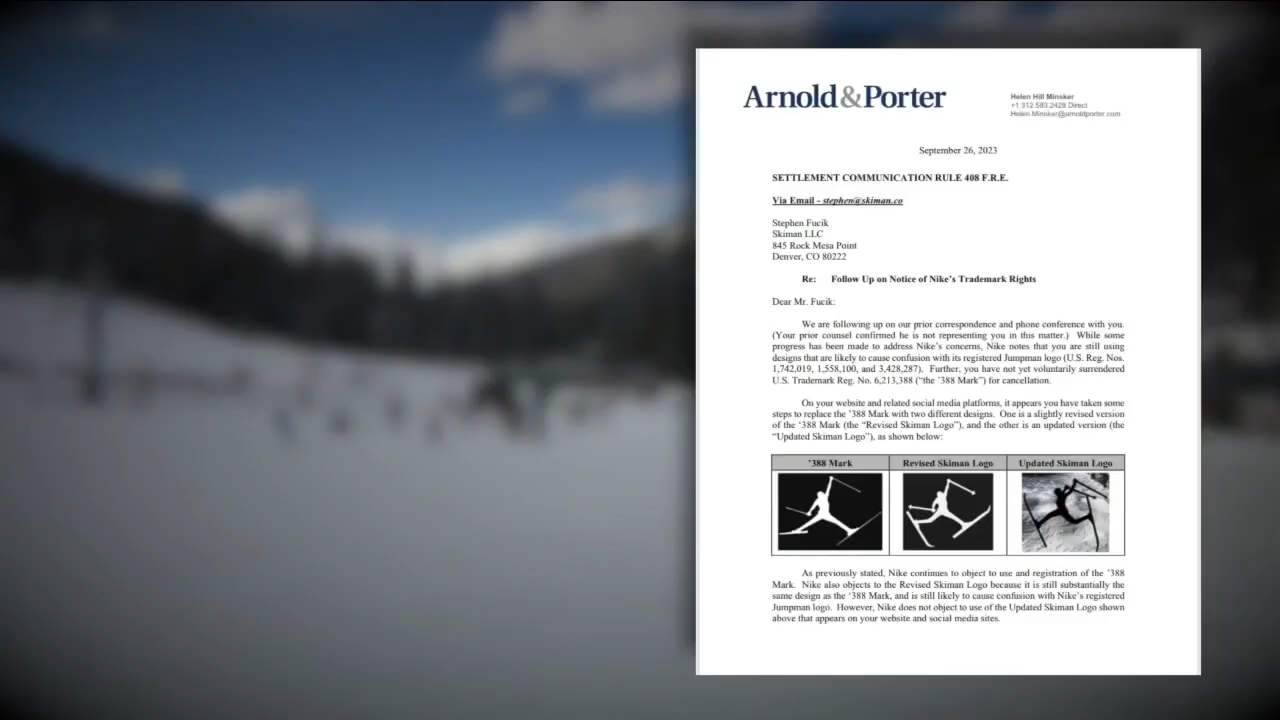 Arnold&Porter
Helen Hill Minsker
+1 312.583.2428 Direct
Helen.Minsker@arnoldporter.com
September 26, 2023
SETTLEMENT COMMUNICATION RULE 408 F.R.E.
Via Email - stephen@skiman.co
Stephen Fucik
Skiman LLC
845 Rock Mesa Point
Denver, CO 80222
Re: Follow Up on Notice of Nike's Trademark Rights
Dear Mr. Fucik:
We are following up on our prior correspondence and phone conference with you.
(Your prior counsel confirmed he is not representing you in this matter.) While some
progress has been made to address Nike's concerns, Nike notes that you are still using
designs that are likely to cause confusion with its registered Jumpman logo (U.S. Reg. Nos.
1,742,019, 1,558,100, and 3,428,287). Further, you have not yet voluntarily surrendered
U.S. Trademark Reg. No. 6,213,388 ("the '388 Mark") for cancellation.
On your website and related social media platforms, it appears you have taken some
steps to replace the '388 Mark with two different designs. One is a slightly revised version
of the '388 Mark (the "Revised Skiman Logo"), and the other is an updated version (the
"Updated Skiman Logo"), as shown below:
'388 Mark Revised Skiman Logo Updated Skiman Logo
As previously stated, Nike continues to object to use and registration of the '388
Mark. Nike also objects to the Revised Skiman Logo because it is still substantially the
same design as the '388 Mark, and is still likely to cause confusion with Nike's registered
Jumpman logo. However, Nike does not object to use of the Updated Skiman Logo shown
above that appears on your website and social media sites.